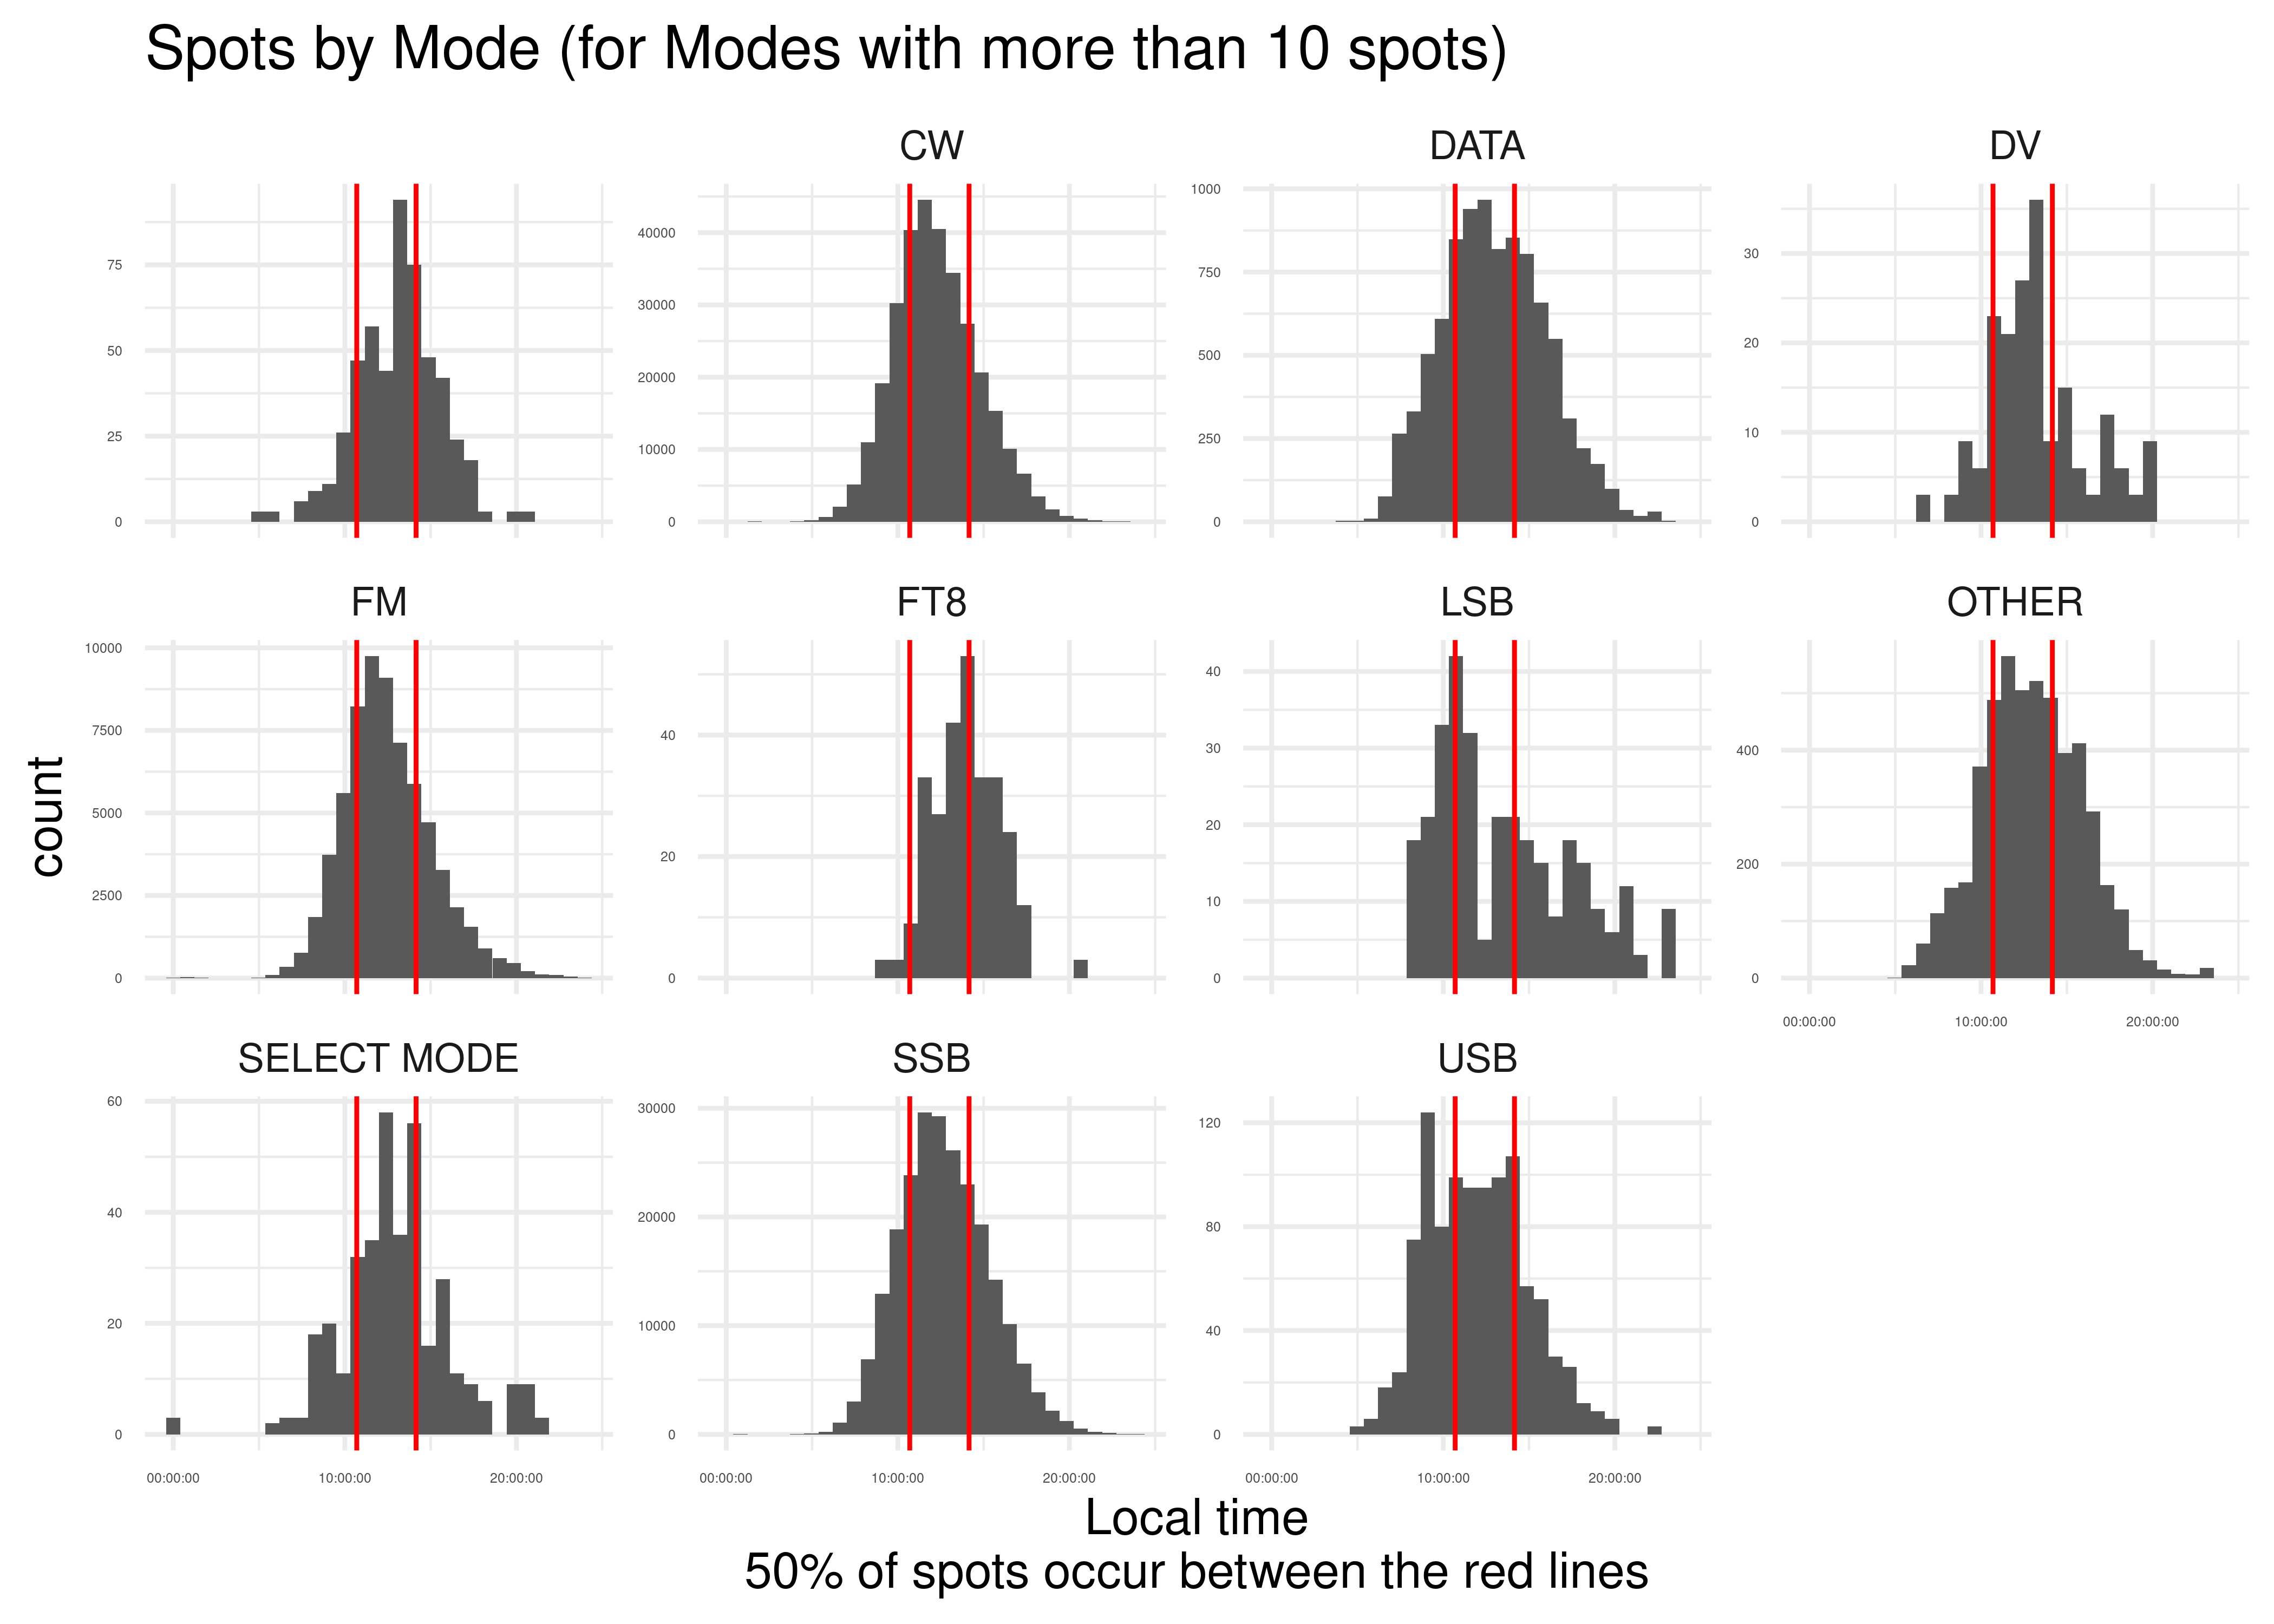 Spots by Mode (for Modes with more than 10 spots)
CW
DATA
DV
75
50
25
0
40000
30000
20000
10000
0
1000
750
500
250
0
30
20
10
0
FM
FT8
LSB
OTHER
10000
7500
5000
2500
0
40
20
0
40
30
20
10
0
400
200
0
00:00:00 10:00:00 20:00:00
count
SELECT MODE
SSB
USB
60
40
20
0
30000
20000
10000
0
120
80
40
0
00:00:00 10:00:00 20:00:00
00:00:00 10:00:00 20:00:00
00:00:00 10:00:00 20:00:00
Local time
50% of spots occur between the red lines